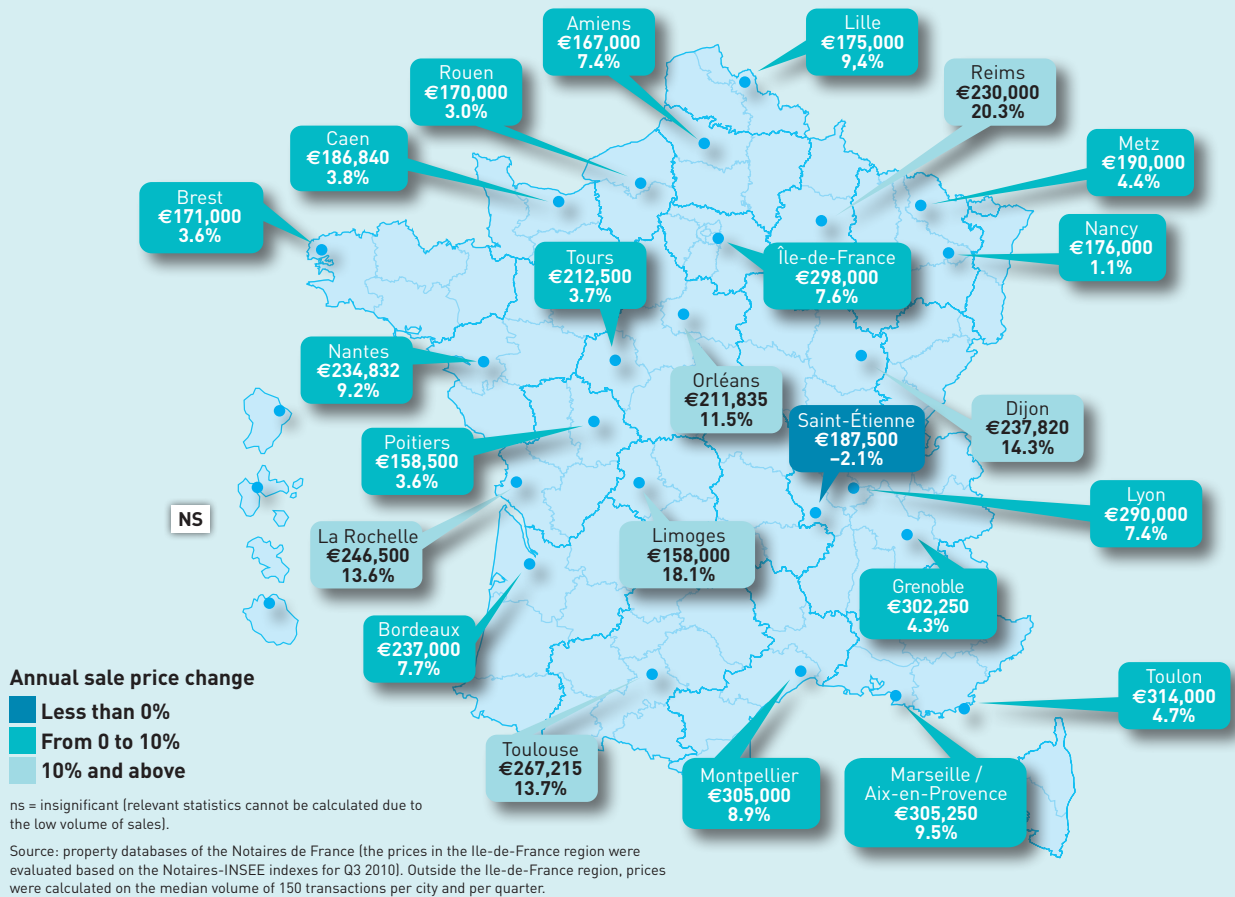 Amiens
€167,000
7.4%
Lille
€175,000
9,4%
Rouen
€170,000
3.0%
Reims
€230,000
20.3%
Caen
€186,840
3.8%
Metz
€190,000
4.4%
Brest
€171,000
3.6%
Nancy
€176,000
1.1%
Tours
€212,500
3.7%
Île-de-France
€298,000
7.6%
Nantes
€234,832
9.2%
Orléans
€211,835
11.5%
Dijon
€237,820
14.3%
Saint-Étienne
€187,500
–2.1%
Poitiers
€158,500
3.6%
Lyon
€290,000
7.4%
NS
La Rochelle
€246,500
13.6%
Limoges
€158,000
18.1%
Grenoble
€302,250
4.3%
Bordeaux
€237,000
7.7%
Toulon
€314,000
4.7%
Toulouse
€267,215
13.7%
Montpellier
€305,000
8.9%
Marseille /
Aix-en-Provence
€305,250
9.5%
Annual sale price change
Less than 0%
From 0 to 10%
10% and above
ns = insignificant (relevant statistics cannot be calculated due to
the low volume of sales).
Source: property databases of the Notaires de France (the prices in the Ile-de-France region were
evaluated based on the Notaires-INSEE indexes for Q3 2010). Outside the Ile-de-France region, prices
were calculated on the median volume of 150 transactions per city and per quarter.